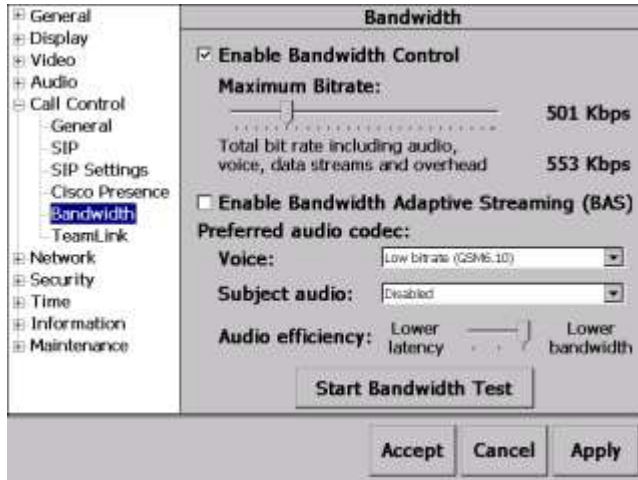 General
Display
Video
Audio
Call Control
General
SIP
SIP Settings
Cisco Presence
Bandwidth
TeamLink
Network
Security
Time
Information
Maintenance
Bandwidth
Enable Bandwidth Control
Maximum Bitrate:
501 Kbps
Total bit rate including audio,
voice, data streams and overhead
553 Kbps
Enable Bandwidth Adaptive Streaming (BAS)
Preferred audio codec:
Voice:
Low bitrate (GSM6.10)
Subject audio:
Disabled
Audio efficiency:
Lower
latency
Lower
bandwidth
Start Bandwidth Test
Accept
Cancel
Apply